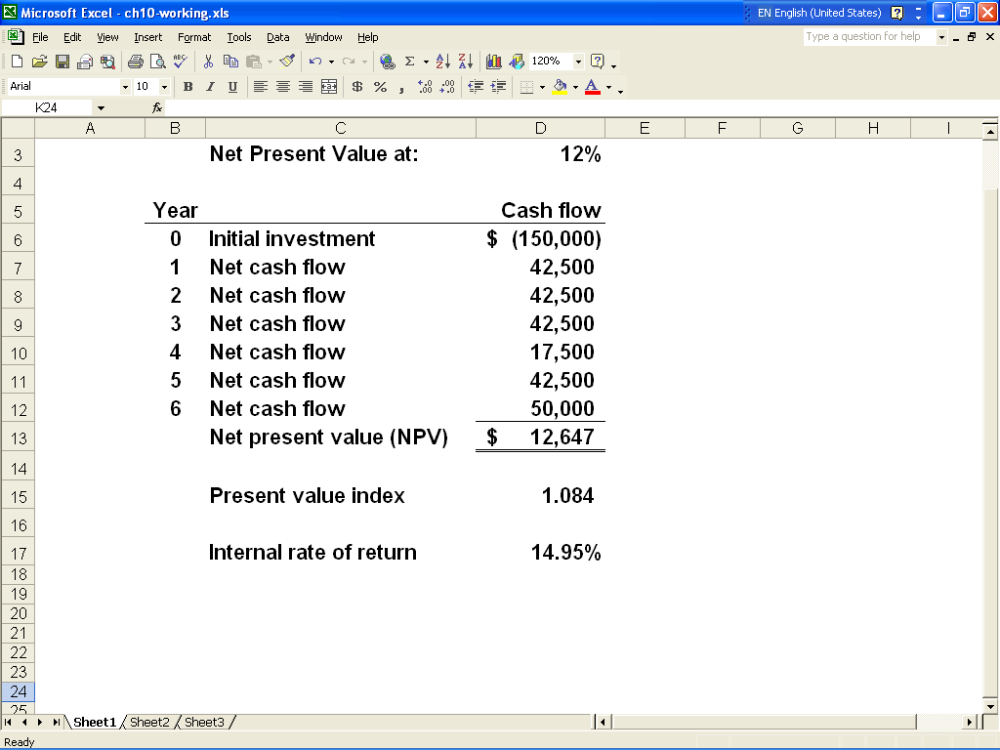 Microsoft Excel - ch10-working.xls EN English (United States)
File Edit View Insert Format Tools Data Window Help Type a question for help
120%
Arial 10 B I U $ % ,
K24 fx
A B C D E F G H I
3 Net Present Value at: 12%
4
5 Year Cash flow
6 0 Initial investment $ (150,000)
7 1 Net cash flow 42,500
8 2 Net cash flow 42,500
9 3 Net cash flow 42,500
10 4 Net cash flow 17,500
11 5 Net cash flow 42,500
12 6 Net cash flow 50,000
13 Net present value (NPV) $ 12,647
14
15 Present value index 1.084
16
17 Internal rate of return 14.95%
18
19
20
21
22
23
24
25
Sheet1 Sheet2 Sheet3
Ready